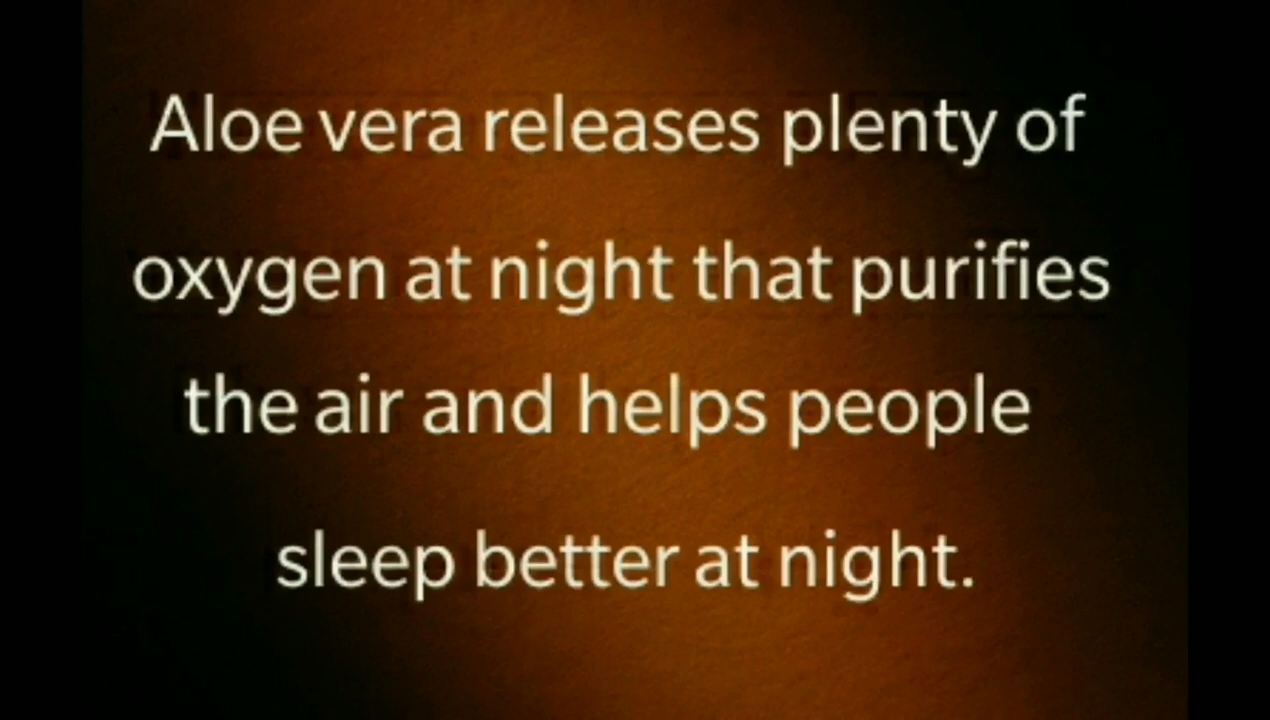 Aloe vera releases plenty of
oxygen at night that purifies
the air and helps people
sleep better at night.